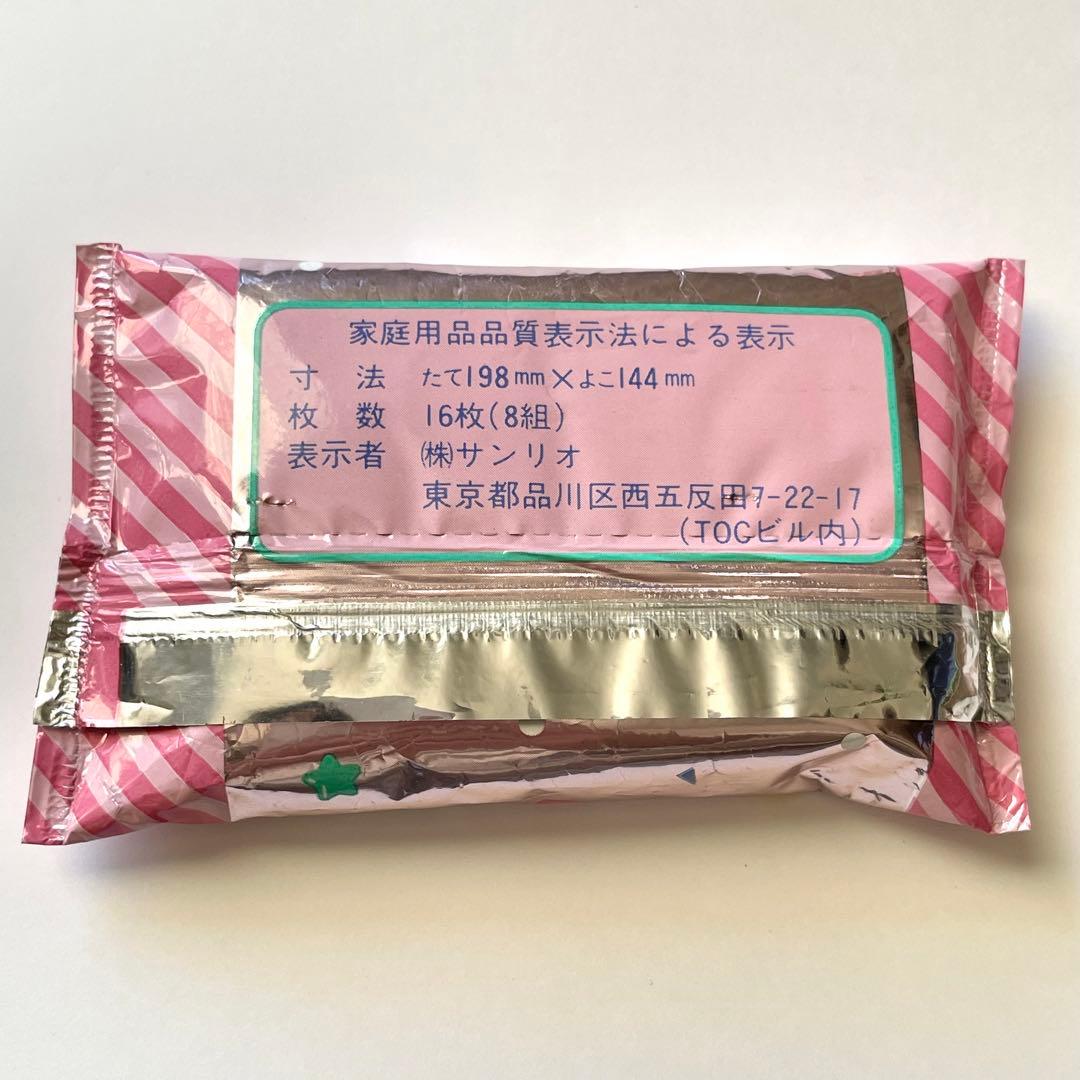 家庭用品品質表示法による表示
寸 法 たて198mm×よこ144mm
枚 数 16枚(8組)
表示者 ㈱サンリオ
東京都品川区西五反田7-22-17
(TOCビル内)